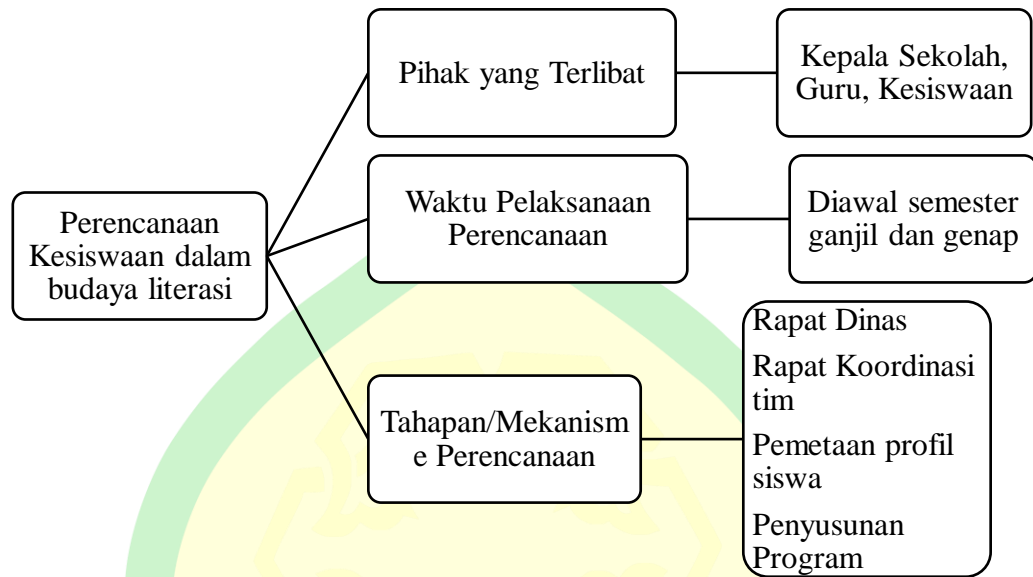 Perencanaan
Kesiswaan dalam
budaya literasi
Pihak yang Terlibat
Kepala Sekolah,
Guru, Kesiswaan
Waktu Pelaksanaan
Perencanaan
Diawal semester
ganjil dan genap
Tahapan/Mekanism
e Perencanaan
Rapat Dinas
Rapat Koordinasi
tim
Pemetaan profil
siswa
Penyusunan
Program